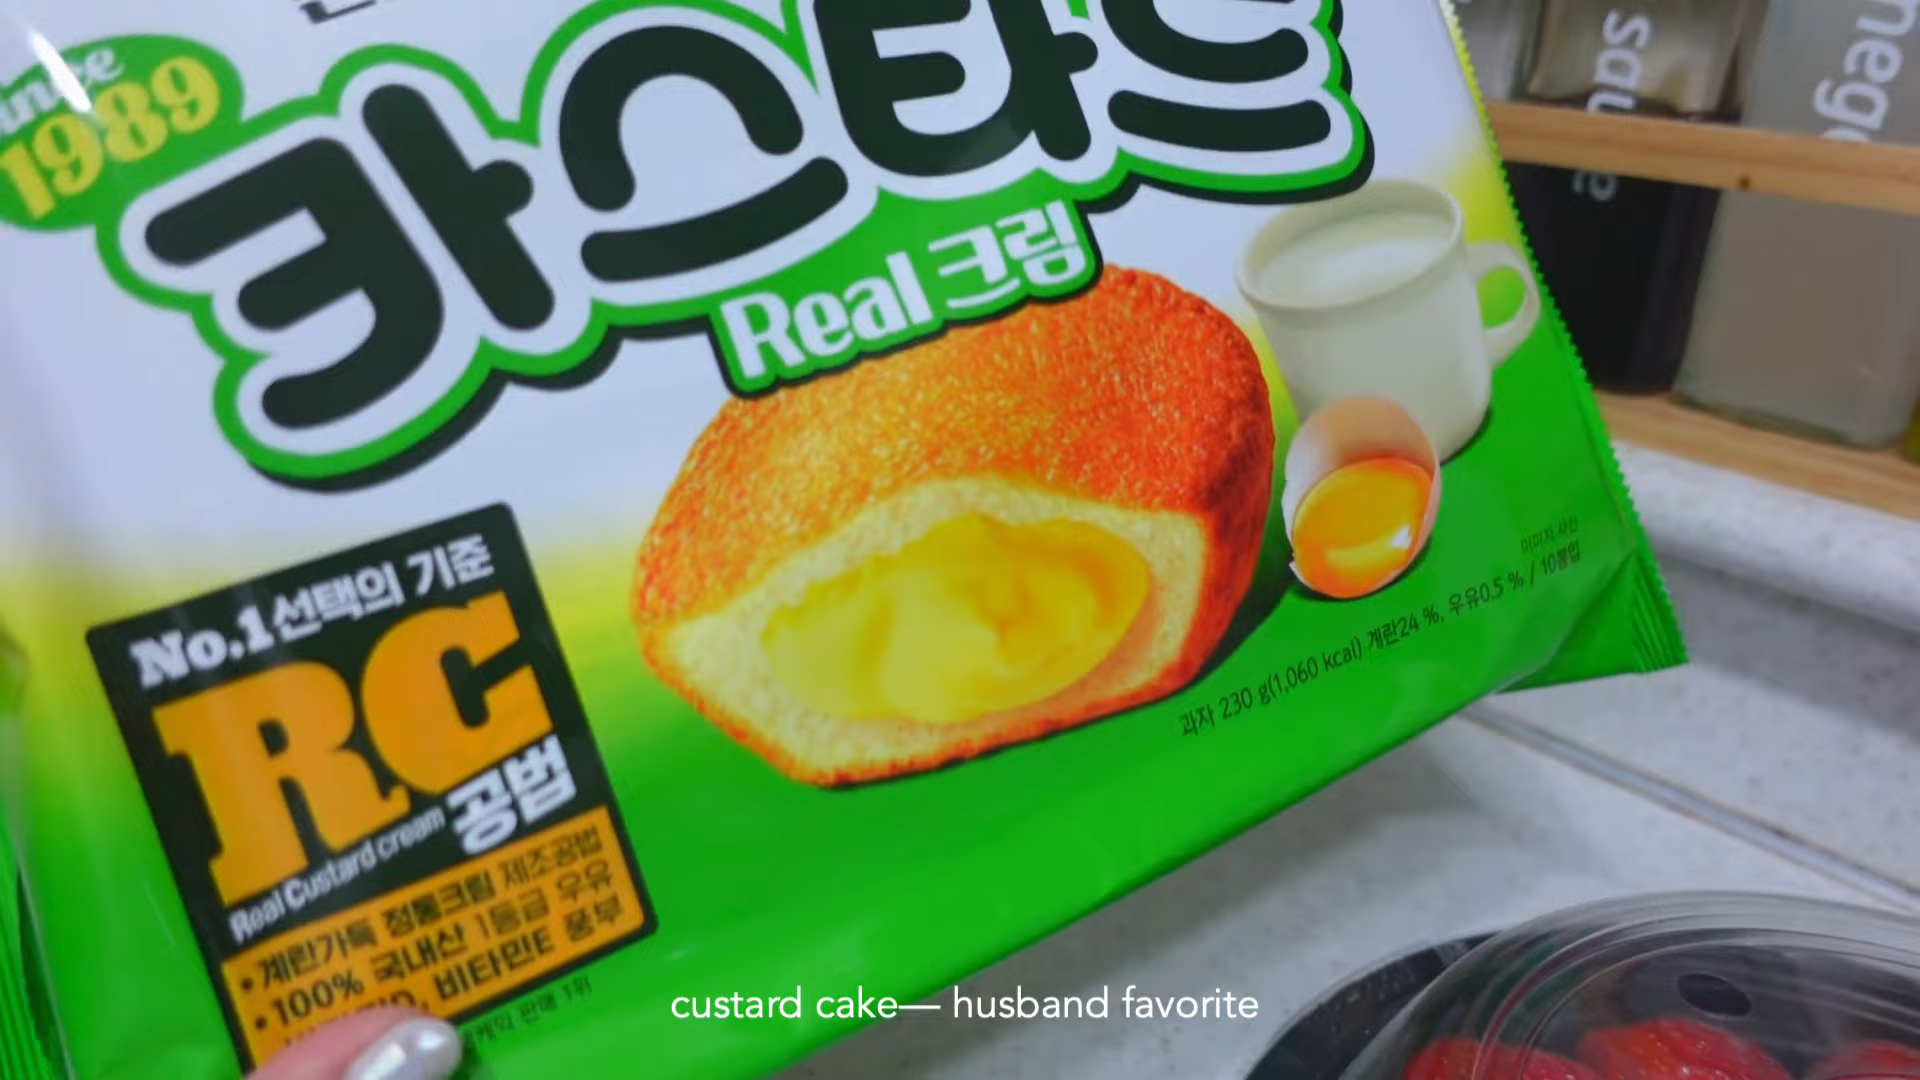 since
1989
카스타드
Real 크림
No.1 선택의 기준
RC
공법
Real Custard cream
• 계란가득 정통크림 제조공법
• 100% 국내산 1등급 우유
비타민E 풍부
판매 1위
이미지 사진
과자 230 g(1,060 kcal) 계란24 %, 우유0.5 % / 10봉입
custard cake— husband favorite